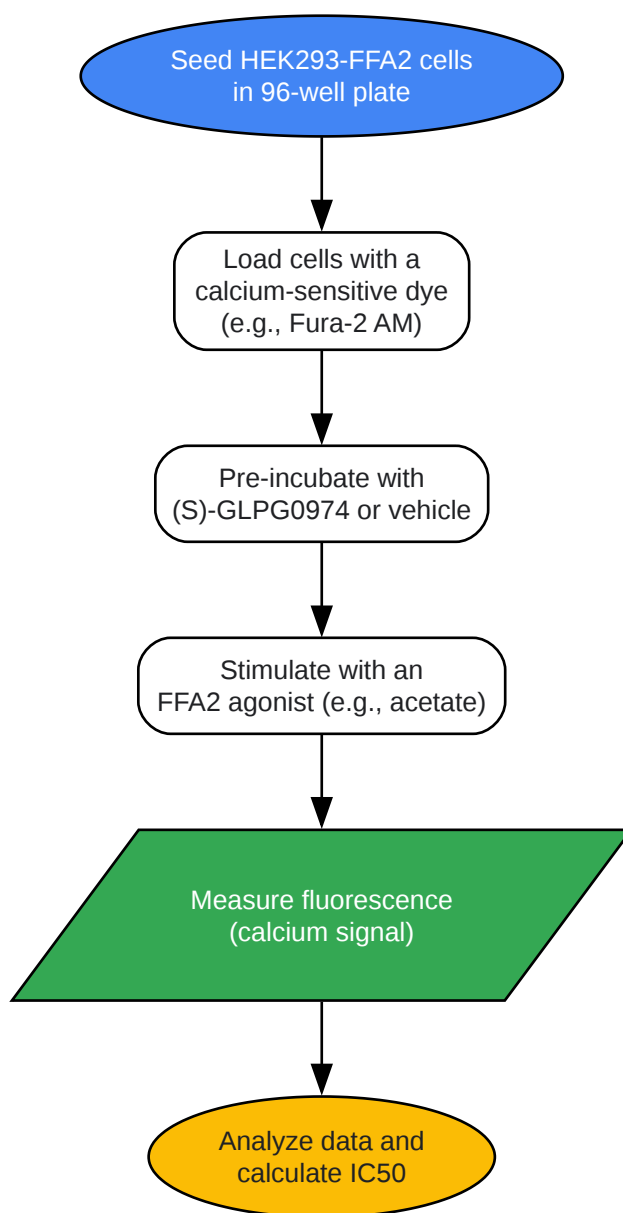 Seed HEK293-FFA2 cells
in 96-well plate
Load cells with a
calcium-sensitive dye
(e.g., Fura-2 AM)
Pre-incubate with
(S)-GLPG0974 or vehicle
Stimulate with an
FFA2 agonist (e.g., acetate)
Measure fluorescence
(calcium signal)
Analyze data and
calculate IC50